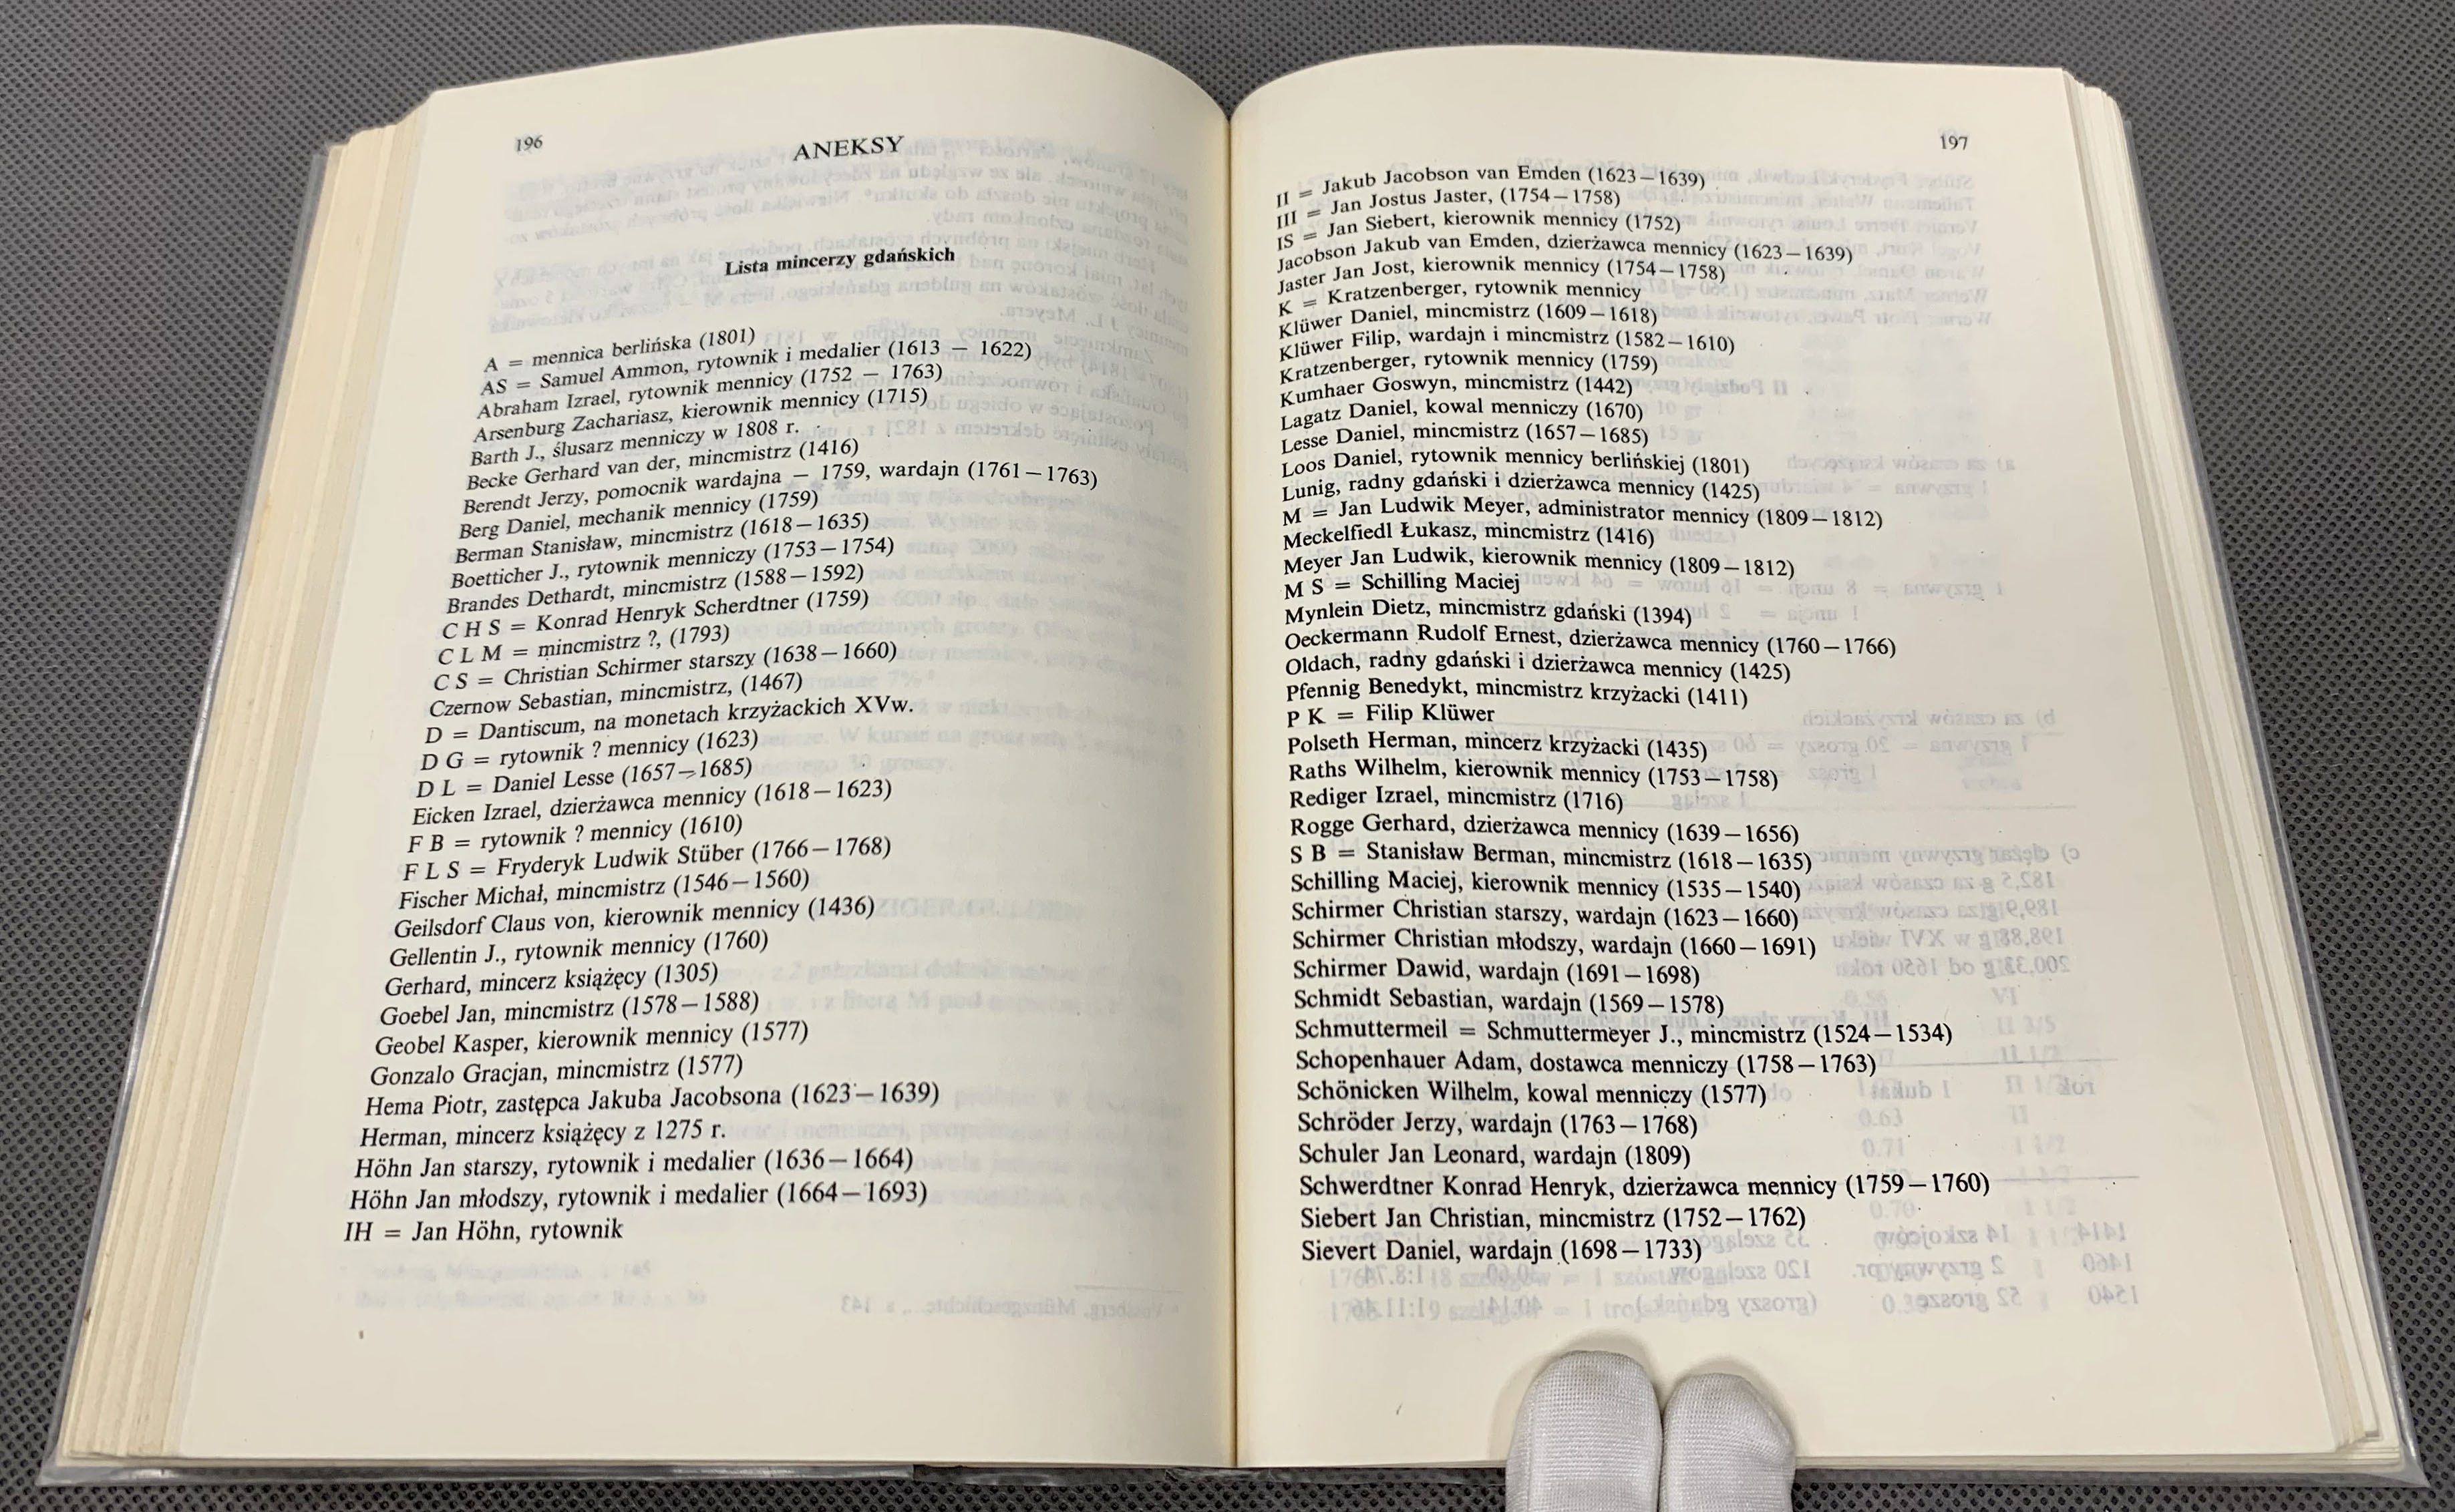 196
ANEKSY
Lista mincerzy gdańskich
A = mennica berlińska (1801)
AS = Samuel Ammon, rytownik i medalier (1613 — 1622)
Abraham Izrael, rytownik mennicy (1752 — 1763)
Arsenburg Zachariasz, kierownik mennicy (1715)
Barth J., ślusarz menniczy w 1808 r.
Becke Gerhard van der, mincmistrz (1416)
Berendt Jerzy, pomocnik wardajna — 1759, wardajn (1761—1763)
Berg Daniel, mechanik mennicy (1759)
Berman Stanisław, mincmistrz (1618—1635)
Boetticher J., rytownik menniczy (1753—1754)
Brandes Dethardt, mincmistrz (1588—1592)
C H S = Konrad Henryk Scherdtner (1759)
C L M = mincmistrz ?, (1793)
C S = Christian Schirmer starszy (1638—1660)
Czernow Sebastian, mincmistrz, (1467)
D = Dantiscum, na monetach krzyżackich XVw.
D G = rytownik ? mennicy (1623)
D L = Daniel Lesse (1657—1685)
Eicken Izrael, dzierżawca mennicy (1618—1623)
F B = rytownik ? mennicy (1610)
F L S = Fryderyk Ludwik Stüber (1766—1768)
Fischer Michał, mincmistrz (1546—1560)
Geilsdorf Claus von, kierownik mennicy (1436)
Gellentin J., rytownik mennicy (1760)
Gerhard, mincerz książęcy (1305)
Goebel Jan, mincmistrz (1578—1588)
Geobel Kasper, kierownik mennicy (1577)
Gonzalo Gracjan, mincmistrz (1577)
Hema Piotr, zastępca Jakuba Jacobsona (1623—1639)
Herman, mincerz książęcy z 1275 r.
Höhn Jan starszy, rytownik i medalier (1636—1664)
Höhn Jan młodszy, rytownik i medalier (1664—1693)
IH = Jan Höhn, rytownik
197
II = Jakub Jacobson van Emden (1623—1639)
III = Jan Jostus Jaster, (1754—1758)
IS = Jan Siebert, kierownik mennicy (1752)
Jacobson Jakub van Emden, dzierżawca mennicy (1623—1639)
Jaster Jan Jost, kierownik mennicy (1754—1758)
K = Kratzenberger, rytownik mennicy
Klüwer Daniel, mincmistrz (1609—1618)
Klüwer Filip, wardajn i mincmistrz (1582—1610)
Kratzenberger, rytownik mennicy (1759)
Kumhaer Goswyn, mincmistrz (1442)
Lagatz Daniel, kowal menniczy (1670)
Lesse Daniel, mincmistrz (1657—1685)
Loos Daniel, rytownik mennicy berlińskiej (1801)
Lunig, radny gdański i dzierżawca mennicy (1425)
M = Jan Ludwik Meyer, administrator mennicy (1809—1812)
Meckelfiedl Łukasz, mincmistrz (1416)
Meyer Jan Ludwik, kierownik mennicy (1809—1812)
M S = Schilling Maciej
Mynlein Dietz, mincmistrz gdański (1394)
Oeckermann Rudolf Ernest, dzierżawca mennicy (1760—1766)
Oldach, radny gdański i dzierżawca mennicy (1425)
Pfennig Benedykt, mincmistrz krzyżacki (1411)
P K = Filip Klüwer
Polseth Herman, mincerz krzyżacki (1435)
Raths Wilhelm, kierownik mennicy (1753—1758)
Rediger Izrael, mincmistrz (1716)
Rogge Gerhard, dzierżawca mennicy (1639—1656)
S B = Stanisław Berman, mincmistrz (1618—1635)
Schilling Maciej, kierownik mennicy (1535—1540)
Schirmer Christian starszy, wardajn (1623—1660)
Schirmer Christian młodszy, wardajn (1660—1691)
Schirmer Dawid, wardajn (1691—1698)
Schmidt Sebastian, wardajn (1569—1578)
Schmuttermeil = Schmuttermeyer J., mincmistrz (1524—1534)
Schopenhauer Adam, dostawca menniczy (1758—1763)
Schönicken Wilhelm, kowal menniczy (1577)
Schröder Jerzy, wardajn (1763—1768)
Schuler Jan Leonard, wardajn (1809)
Schwerdtner Konrad Henryk, dzierżawca mennicy (1759—1760)
Siebert Jan Christian, mincmistrz (1752—1762)
Sievert Daniel, wardajn (1698—1733)